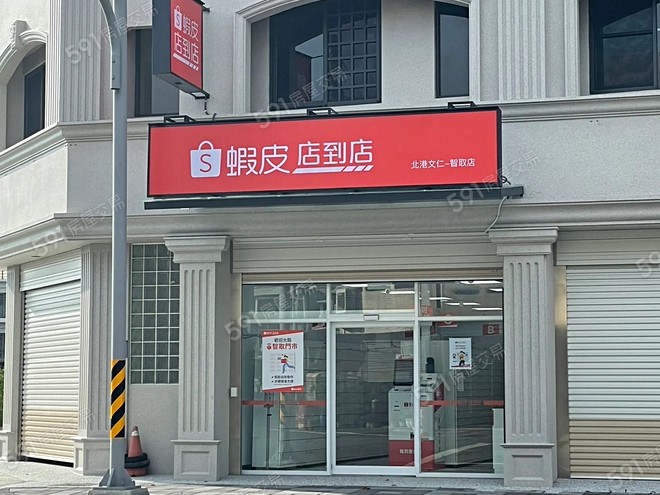 蝦皮
店到店
S 蝦皮 店到店
北港文仁-智取店
歡迎光臨
智取門市
B
591房屋交易